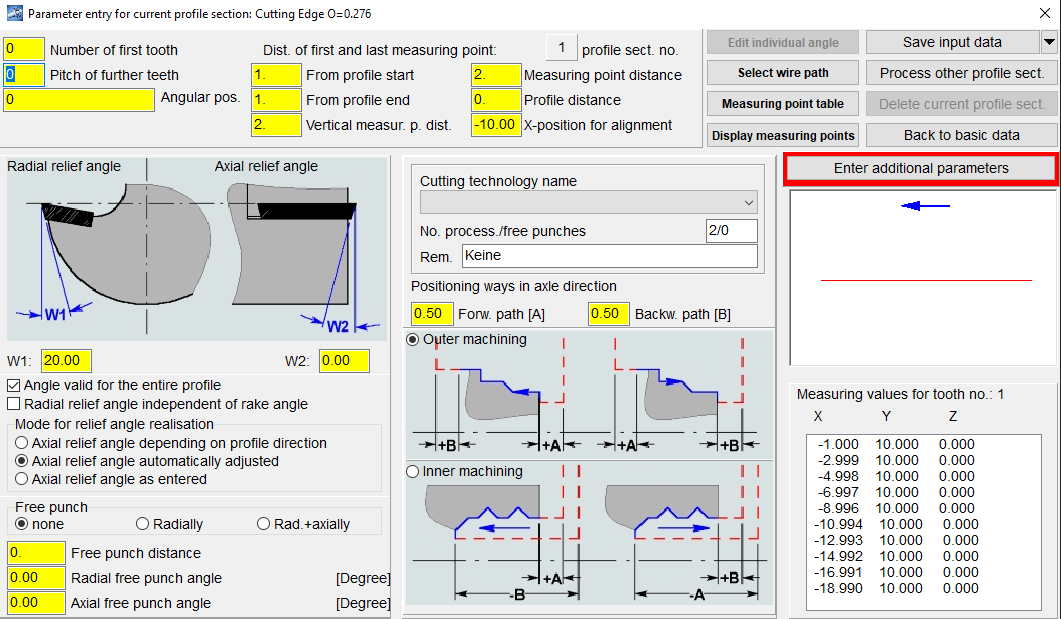 Parameter entry for current profile section: Cutting Edge O=0.276
0 Number of first tooth
0 Pitch of further teeth
0 Angular pos.
Dist. of first and last measuring point:
1 profile sect. no.
1. From profile start
2. Measuring point distance
1. From profile end
0. Profile distance
2. Vertical measur. p. dist.
-10.00 X-position for alignment
Edit individual angle
Save input data
Select wire path
Process other profile sect.
Measuring point table
Delete current profile sect.
Display measuring points
Back to basic data
Enter additional parameters
Radial relief angle
Axial relief angle
W1
W2
W1: 20.00
W2: 0.00
Angle valid for the entire profile
Radial relief angle independent of rake angle
Mode for relief angle realisation
Axial relief angle depending on profile direction
Axial relief angle automatically adjusted
Axial relief angle as entered
Free punch
none
Radially
Rad.+axially
0. Free punch distance
0.00 Radial free punch angle [Degree]
0.00 Axial free punch angle [Degree]
Cutting technology name
No. process./free punches 2/0
Rem. Keine
Positioning ways in axle direction
0.50 Forw. path [A]
0.50 Backw. path [B]
Outer machining
+B
+A
+A
+B
Inner machining
+A
-B
+B
-A
Measuring values for tooth no.: 1
X Y Z
-1.000 10.000 0.000
-2.999 10.000 0.000
-4.998 10.000 0.000
-6.997 10.000 0.000
-8.996 10.000 0.000
-10.994 10.000 0.000
-12.993 10.000 0.000
-14.992 10.000 0.000
-16.991 10.000 0.000
-18.990 10.000 0.000